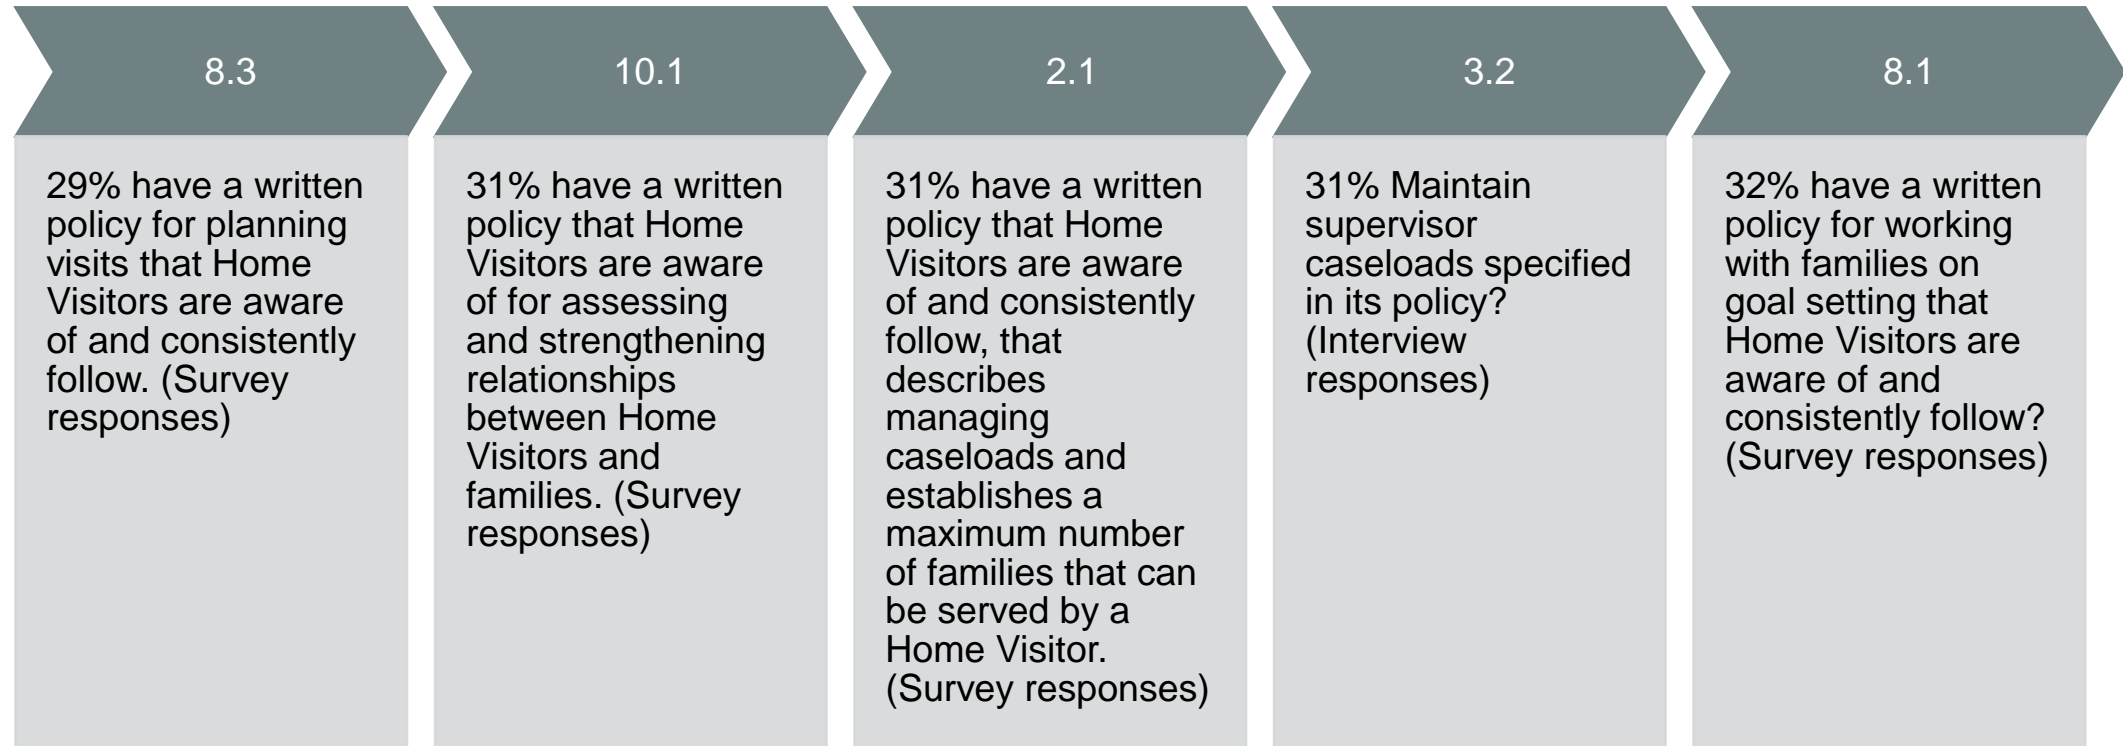 8.3
29% have a written
policy for planning
visits that Home
Visitors are aware
of and consistently
follow. (Survey
responses)
10.1
31% have a written
policy that Home
Visitors are aware
of for assessing
and strengthening
relationships
between Home
Visitors and
families. (Survey
responses)
2.1
31% have a written
policy that Home
Visitors are aware
of and consistently
follow, that
describes
managing
caseloads and
establishes a
maximum number
of families that can
be served by a
Home Visitor.
(Survey responses)
3.2
31% Maintain
supervisor
caseloads specified
in its policy?
(Interview
responses)
8.1
32% have a written
policy for working
with families on
goal setting that
Home Visitors are
aware of and
consistently follow?
(Survey responses)